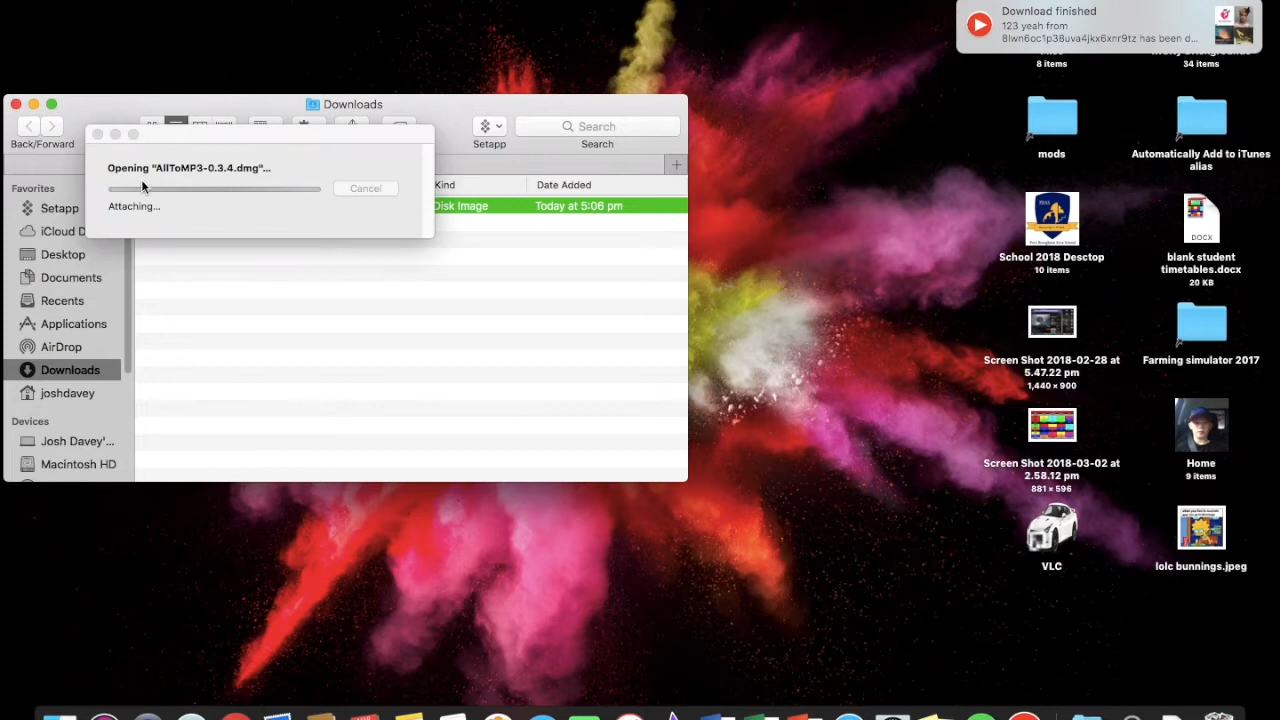 Download finished
123 yeah from
8lwn6oc1p38uva4jkx6xnr9tz has been d...
8 items
34 items
Downloads
Search
Back/Forward
Setapp
Search
Opening "AllToMP3-0.3.4.dmg"...
Cancel
Attaching...
Kind
Date Added
Disk Image
Today at 5:06 pm
Favorites
Setapp
iCloud D
Desktop
Documents
Recents
Applications
AirDrop
Downloads
joshdavey
Devices
Josh Davey'...
Macintosh HD
mods
Automatically Add to iTunes
alias
School 2018 Desctop
10 items
DOCX
blank student
timetables.docx
20 KB
Screen Shot 2018-02-28 at
5.47.22 pm
1,440 × 900
Farming simulator 2017
Screen Shot 2018-03-02 at
2.58.12 pm
881 × 596
Home
9 items
VLC
lolc bunnings.jpeg